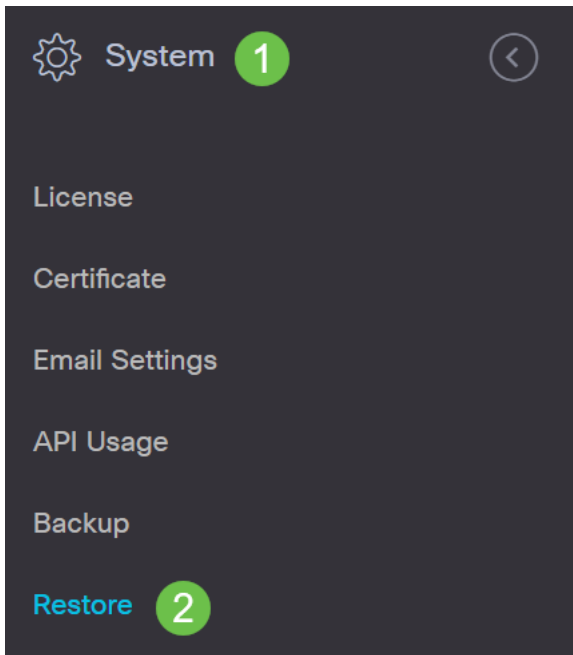 System 1
License
Certificate
Email Settings
API Usage
Backup
Restore 2